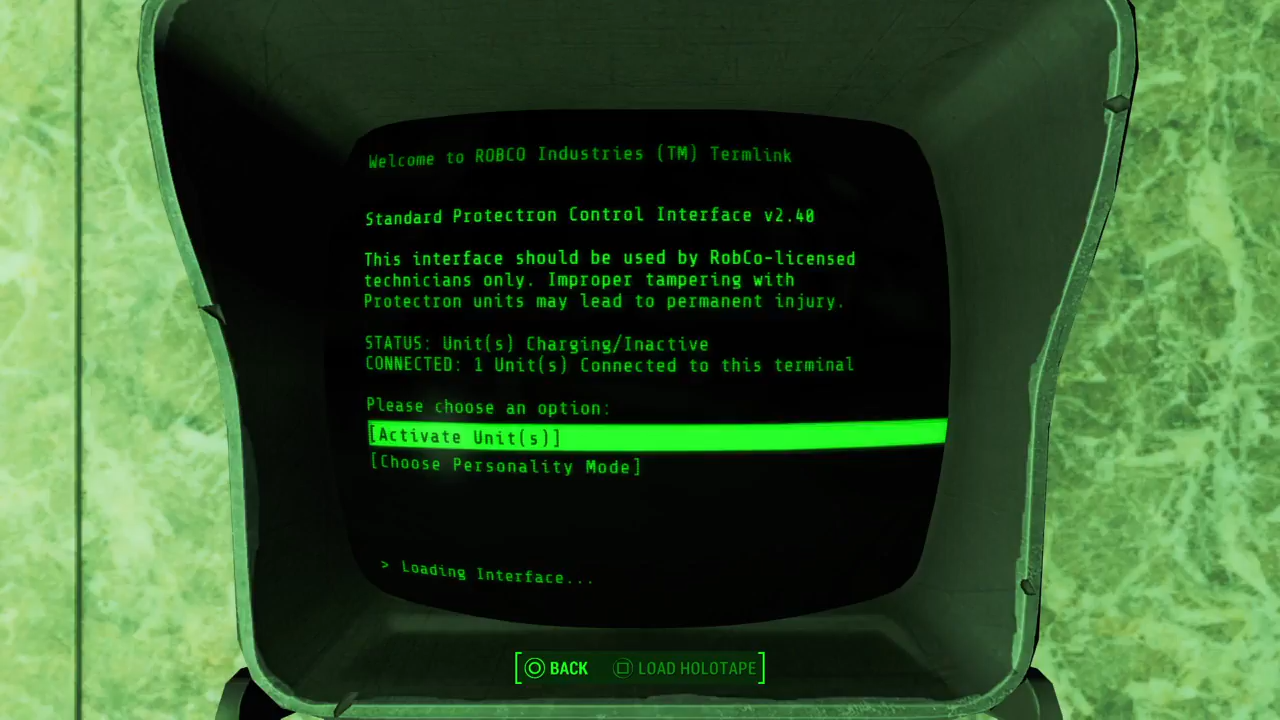 Welcome to ROBCO Industries (TM) Termlink
Standard Protectron Control Interface v2.40
This interface should be used by RobCo-licensed
technicians only. Improper tampering with
Protectron units may lead to permanent injury.
STATUS: Unit(s) Charging/Inactive
CONNECTED: 1 Unit(s) Connected to this terminal
Please choose an option:
[Activate Unit(s)]
[Choose Personality Mode]
> Loading Interface...
BACK LOAD HOLOTAPE